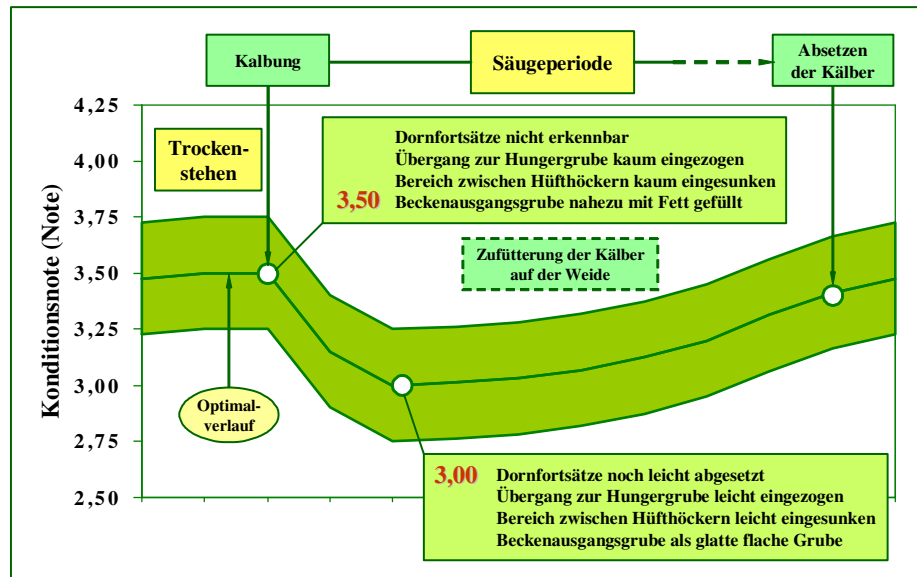 Kalbung
Säugeperiode
Absetzen
der Kälber
Konditionsnote (Note)
4,25
4,00
3,75
3,50
3,25
3,00
2,75
2,50
Trocken-
stehen
3,50
Dornfortsätze nicht erkennbar
Übergang zur Hungergrube kaum eingezogen
Bereich zwischen Hüfthöckern kaum eingesunken
Beckenausgangsgrube nahezu mit Fett gefüllt
Zufütterung der Kälber
auf der Weide
Optimal-
verlauf
3,00
Dornfortsätze noch leicht abgesetzt
Übergang zur Hungergrube leicht eingezogen
Bereich zwischen Hüfthöckern leicht eingesunken
Beckenausgangsgrube als glatte flache Grube